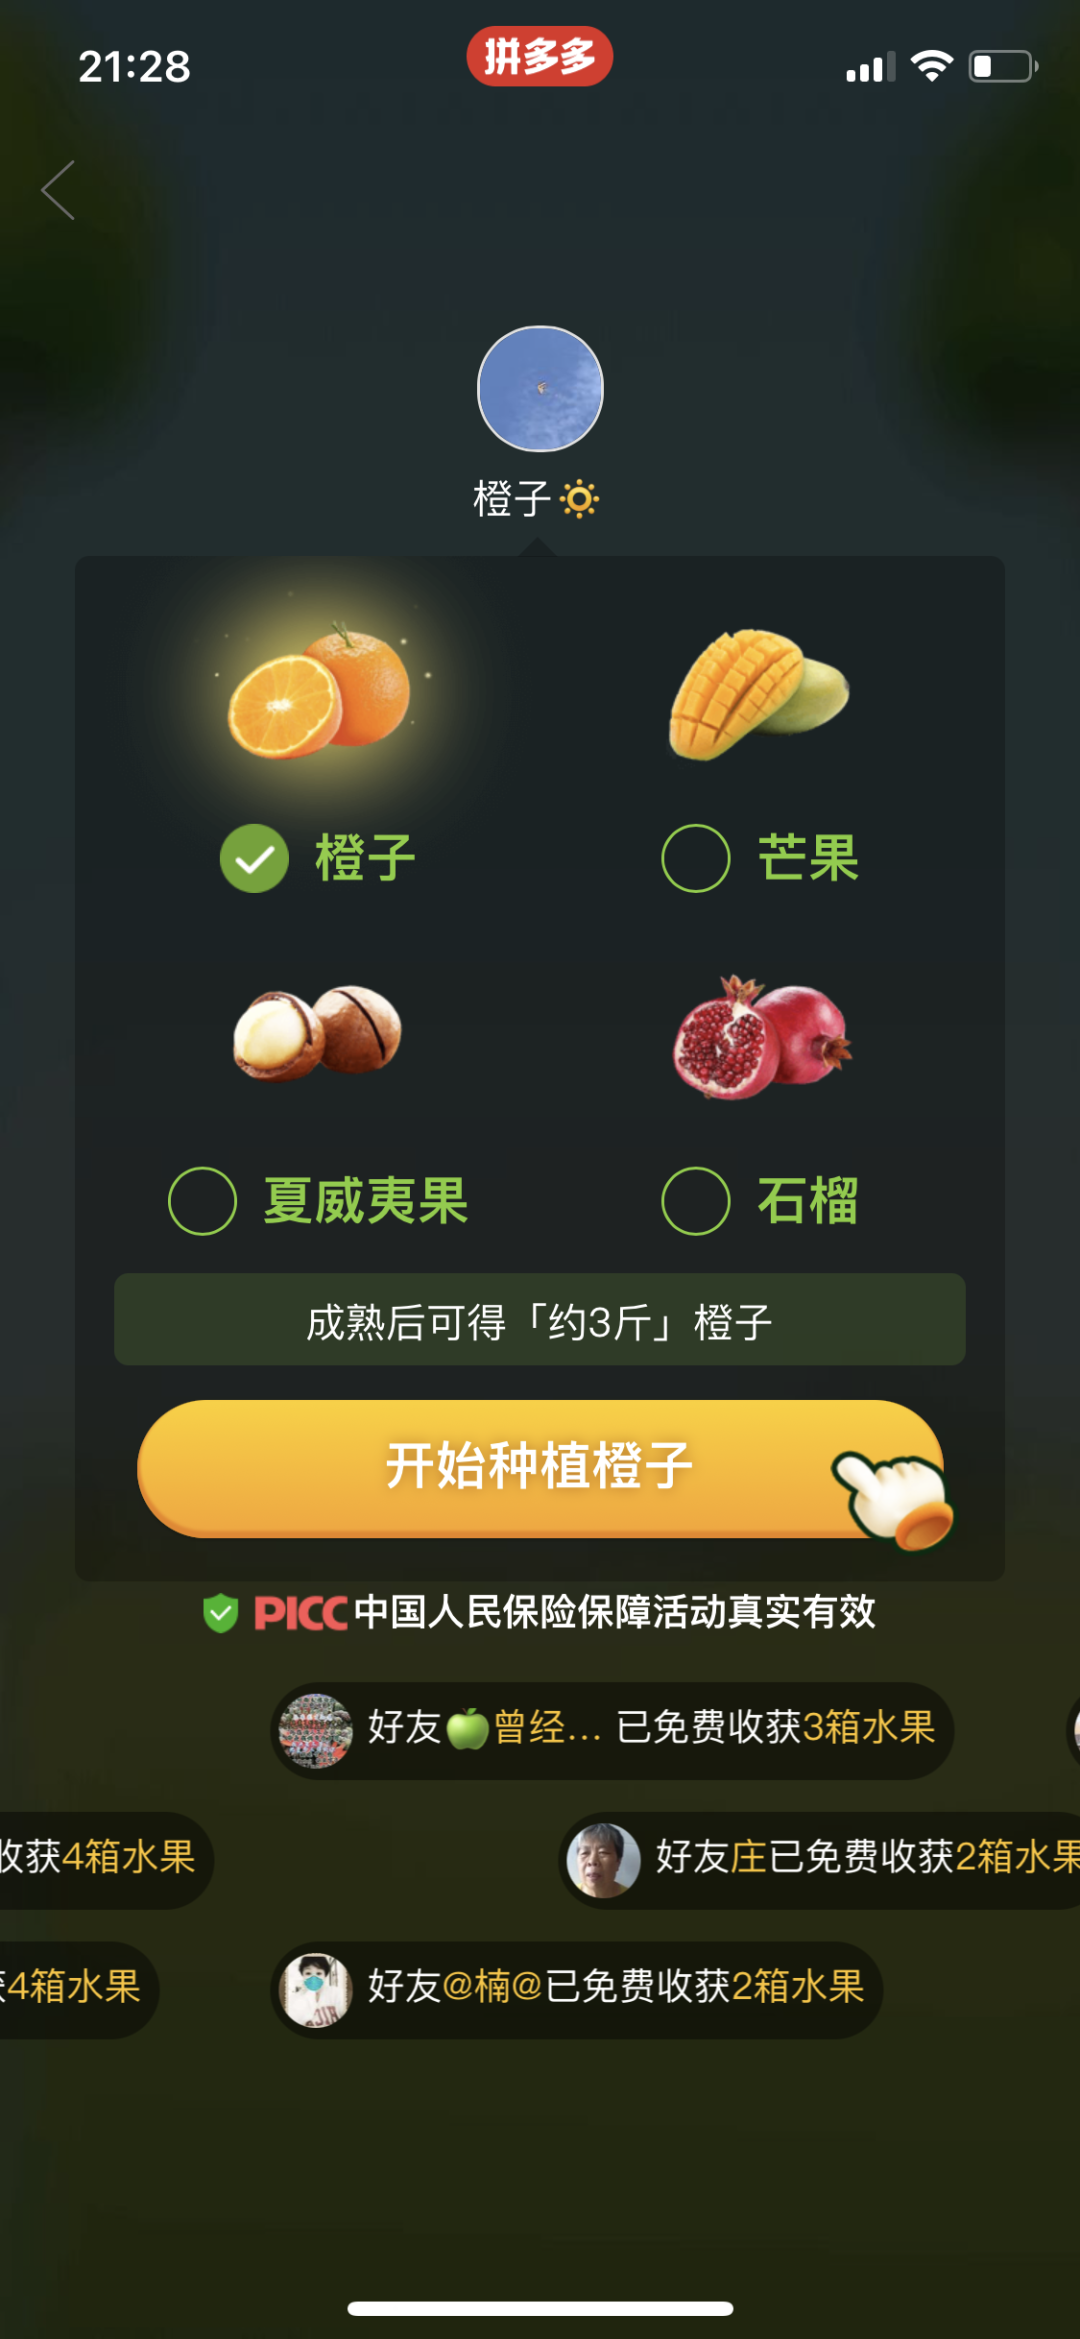 21:28
拼多多
橙子
橙子
芒果
夏威夷果
石榴
成熟后可得「约3斤」橙子
开始种植橙子
PICC中国人民保险保障活动真实有效
好友🍏曾经... 已免费收获3箱水果
收获4箱水果
好友庄已免费收获2箱水果
4箱水果
好友@楠@已免费收获2箱水果